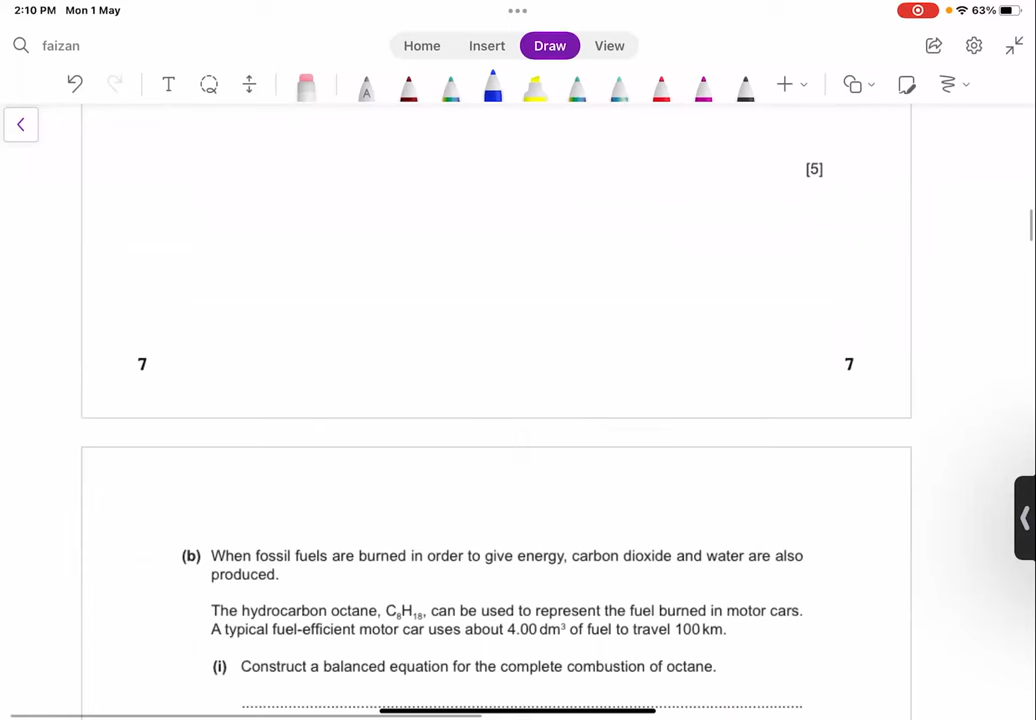 2:10 PM Mon 1 May
63%
faizan
Home Insert Draw View
T
A
[5]
7 7
(b) When fossil fuels are burned in order to give energy, carbon dioxide and water are also
produced.
The hydrocarbon octane, C₈H₁₈, can be used to represent the fuel burned in motor cars.
A typical fuel-efficient motor car uses about 4.00 dm³ of fuel to travel 100 km.
(i) Construct a balanced equation for the complete combustion of octane.